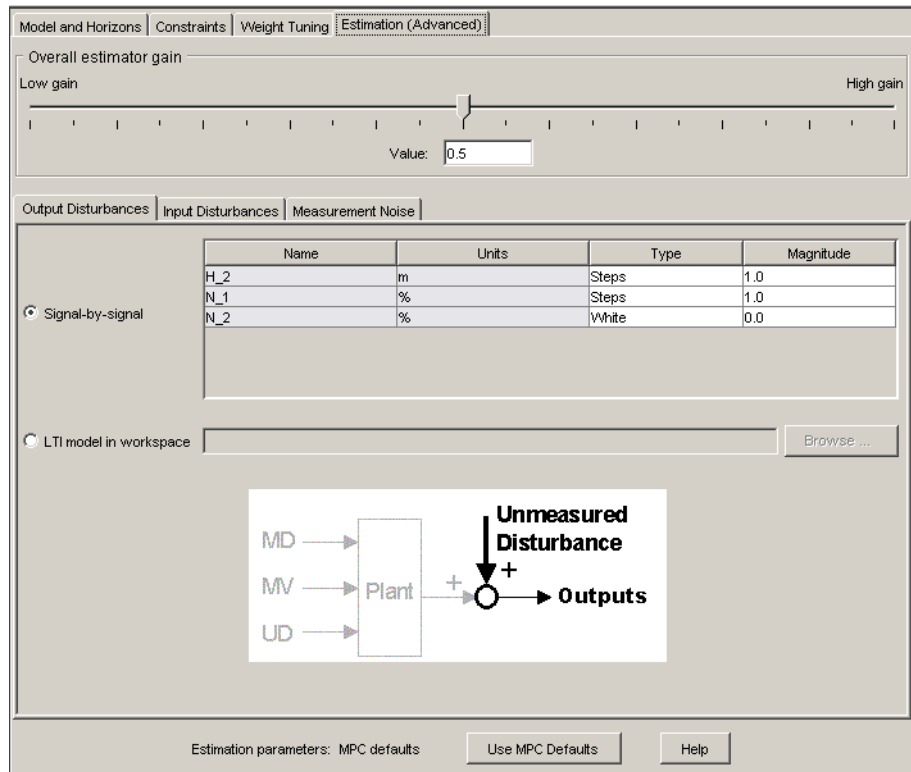 Model and Horizons Constraints Weight Tuning Estimation (Advanced)
Overall estimator gain
Low gain High gain
Value: 0.5
Output Disturbances Input Disturbances Measurement Noise
Name Units Type Magnitude
H_2 m Steps 1.0
N_1 % Steps 1.0
N_2 % White 0.0
Signal-by-signal
LTI model in workspace Browse ...
Unmeasured
Disturbance
MD
+
MV Plant + Outputs
UD
Estimation parameters: MPC defaults Use MPC Defaults Help